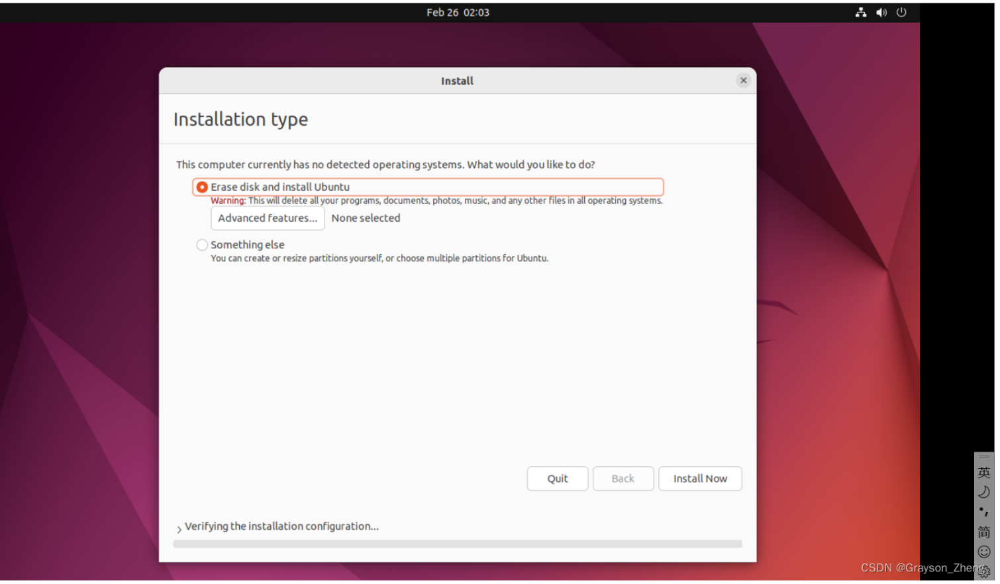 Feb 26 02:03
Install
Installation type
This computer currently has no detected operating systems. What would you like to do?
Erase disk and install Ubuntu
Warning: This will delete all your programs, documents, photos, music, and any other files in all operating systems.
Advanced features... None selected
Something else
You can create or resize partitions yourself, or choose multiple partitions for Ubuntu.
Quit Back Install Now
Verifying the installation configuration...
英
简
CSDN @Grayson_Zheng